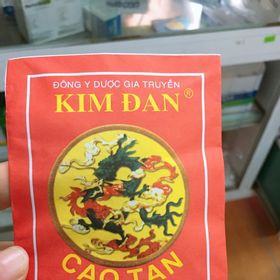 ĐÔNG Y DƯỢC GIA TRUYỀN
KIM ĐAN®
CAO TAN